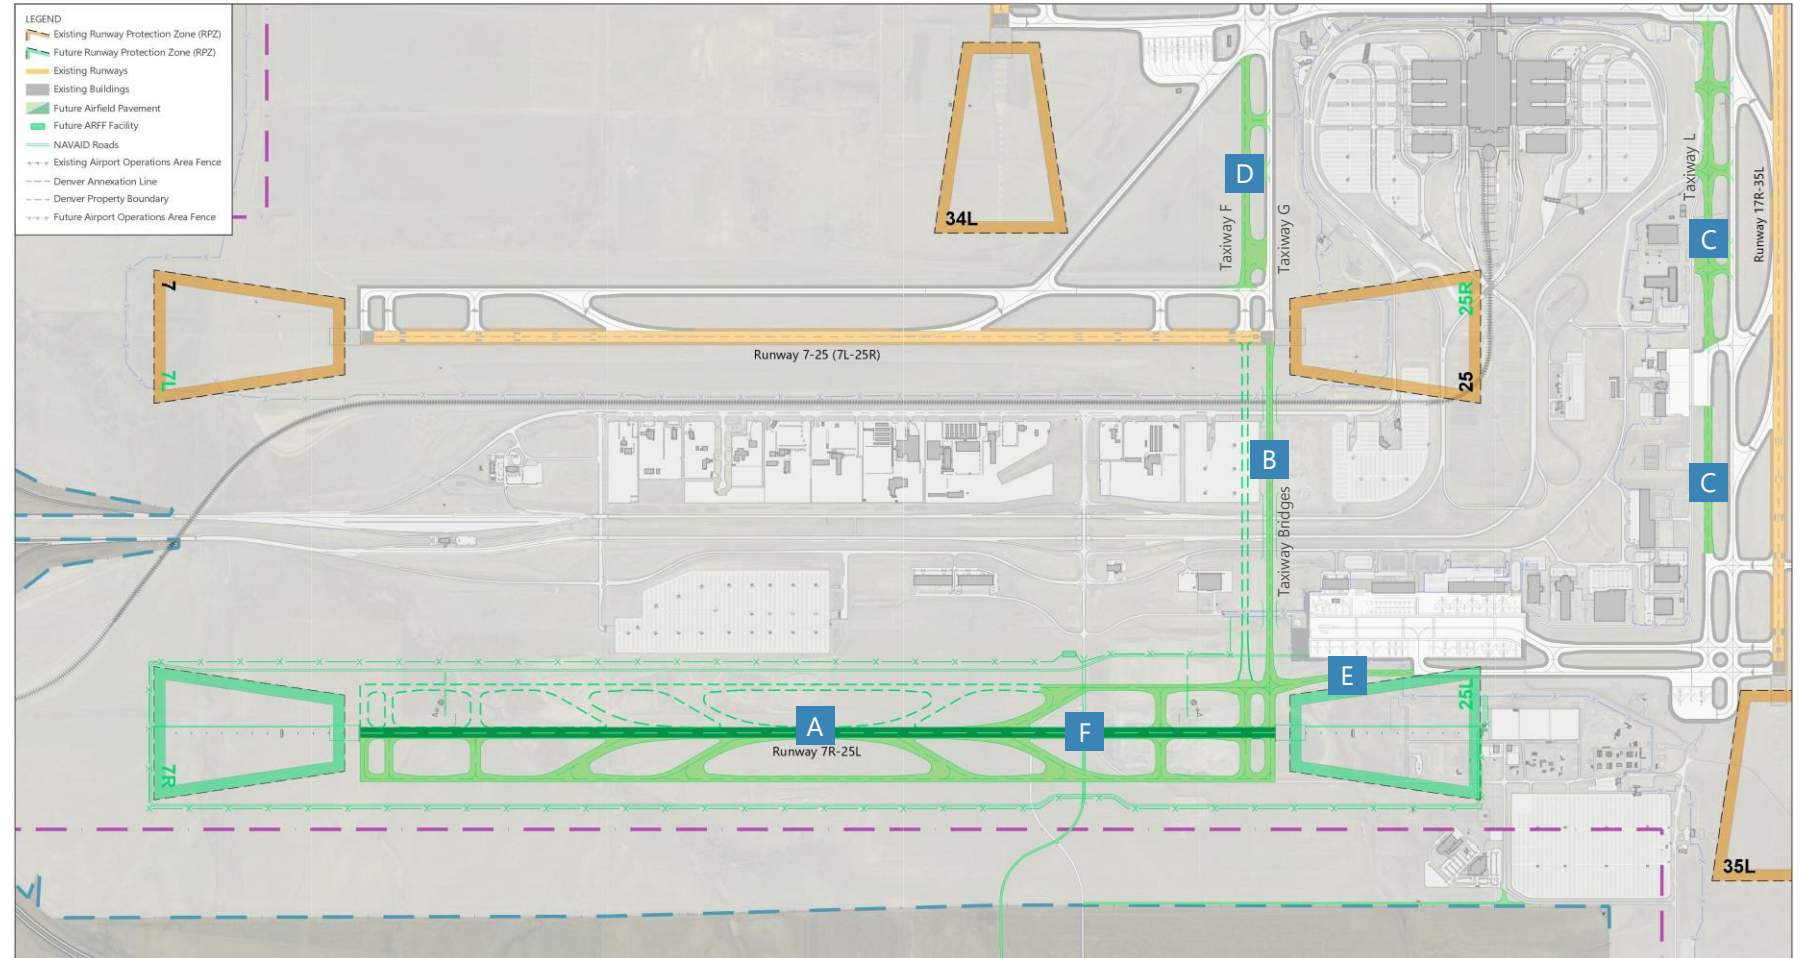 LEGEND
Existing Runway Protection Zone (RPZ)
Future Runway Protection Zone (RPZ)
Existing Runways
Existing Buildings
Future Airfield Pavement
Future ARFF Facility
NAVAID Roads
Existing Airport Operations Area Fence
Denver Annexation Line
Denver Property Boundary
Future Airport Operations Area Fence
34L
D
Taxiway F
Taxiway G
Taxiway L
C
Runway 17R-35L
7
7L
25R
25
Runway 7-25 (7L-25R)
B
Taxiway Bridges
C
E
7R
A
Runway 7R-25L
F
25L
35L